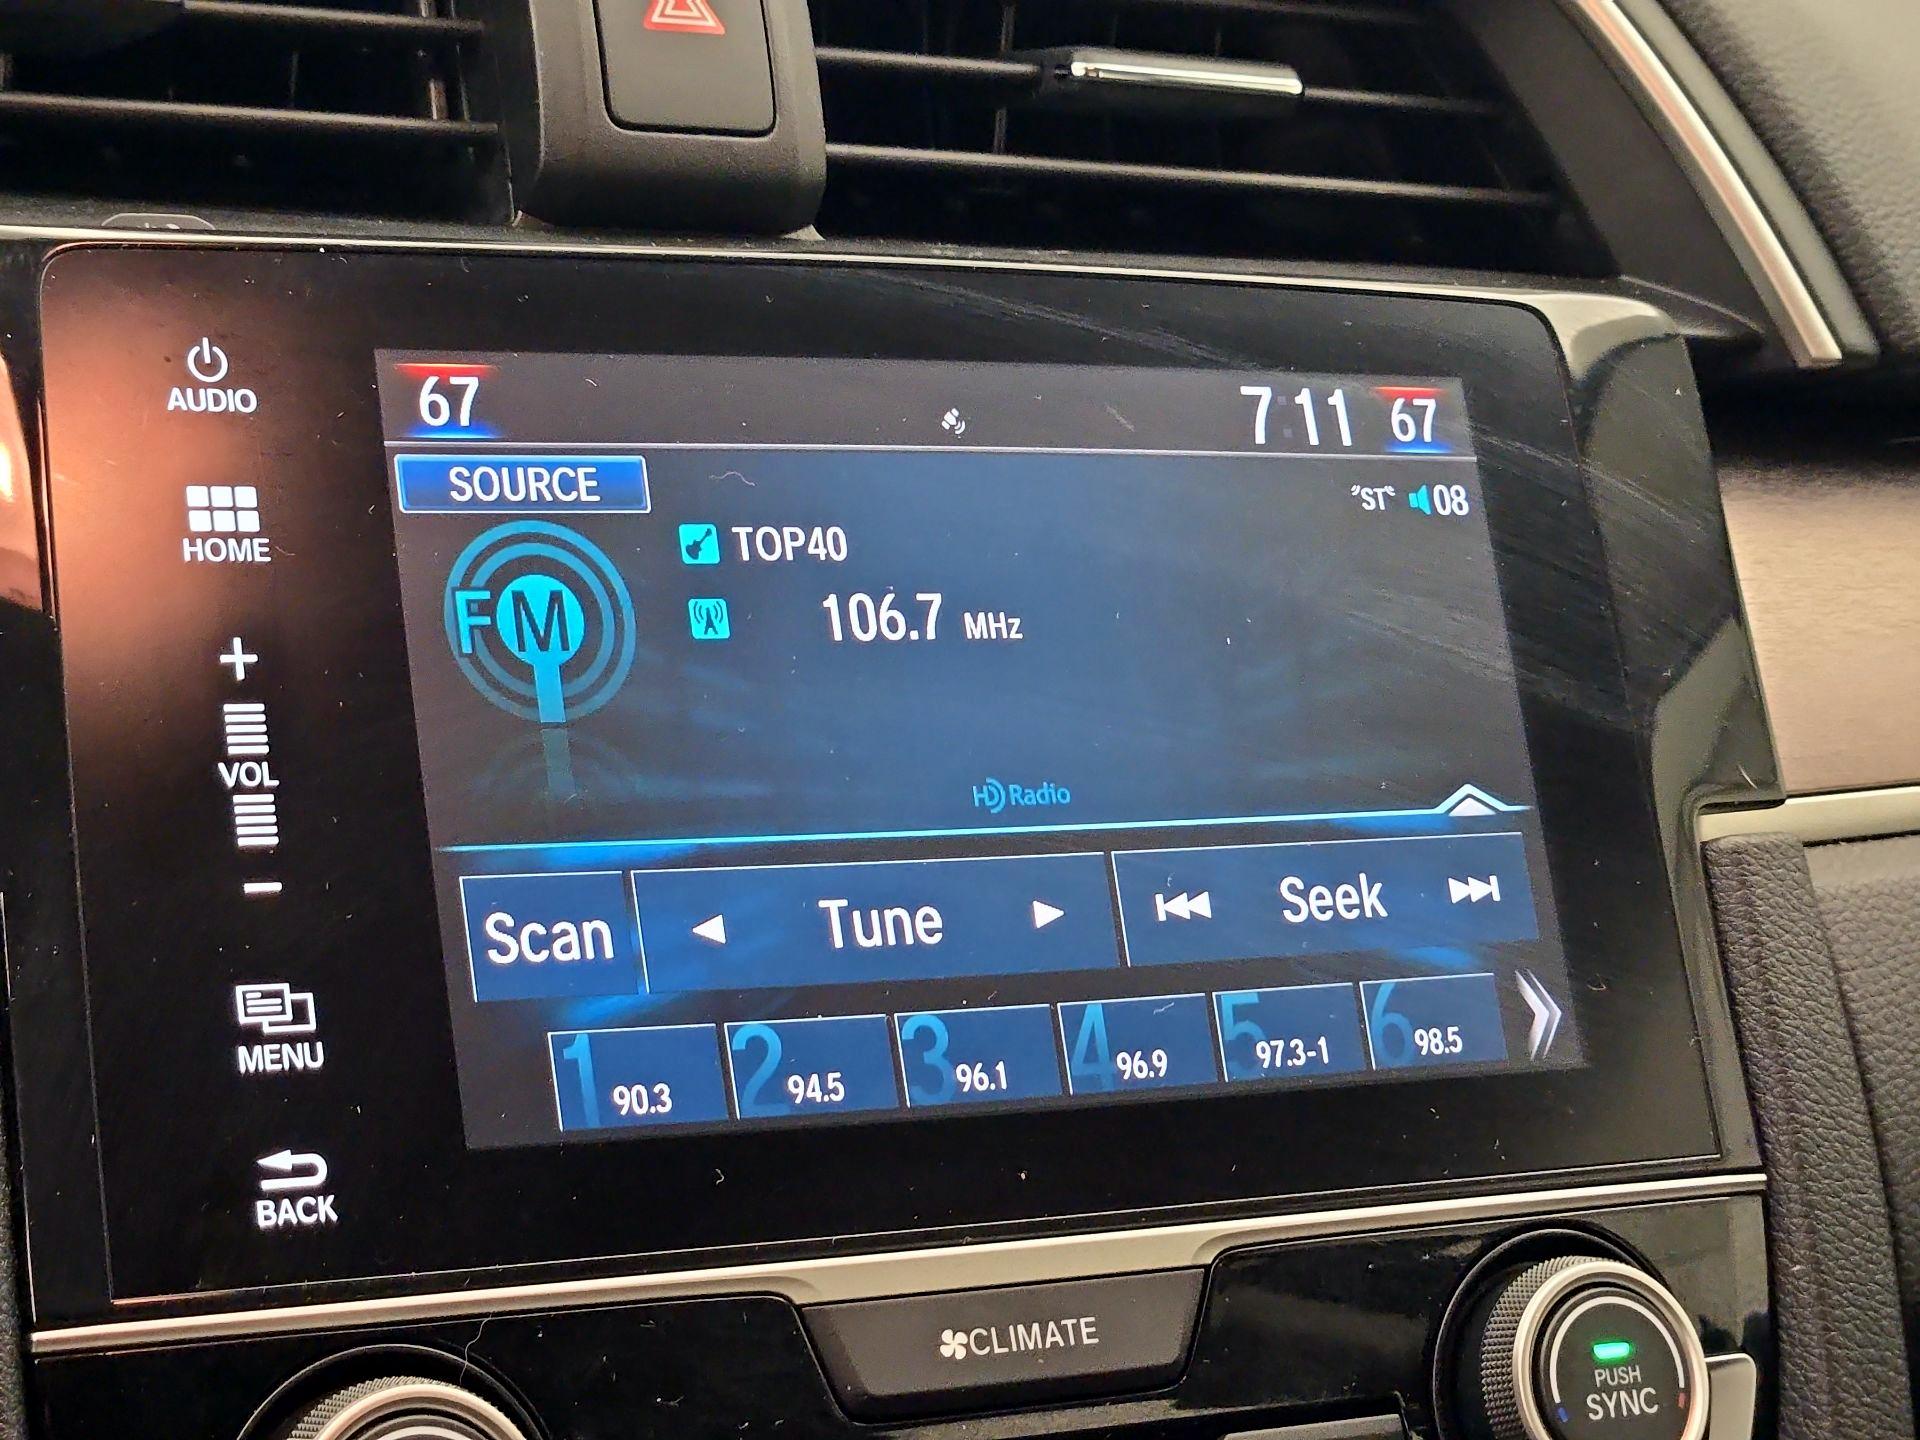 AUDIO
67
7:11 67
SOURCE
"ST" 08
HOME
TOP40
FM
106.7 MHz
VOL
HD Radio
Scan
Tune
Seek
1 90.3
2 94.5
3 96.1
4 96.9
5 97.3-1
6 98.5
MENU
BACK
CLIMATE
PUSH
SYNC